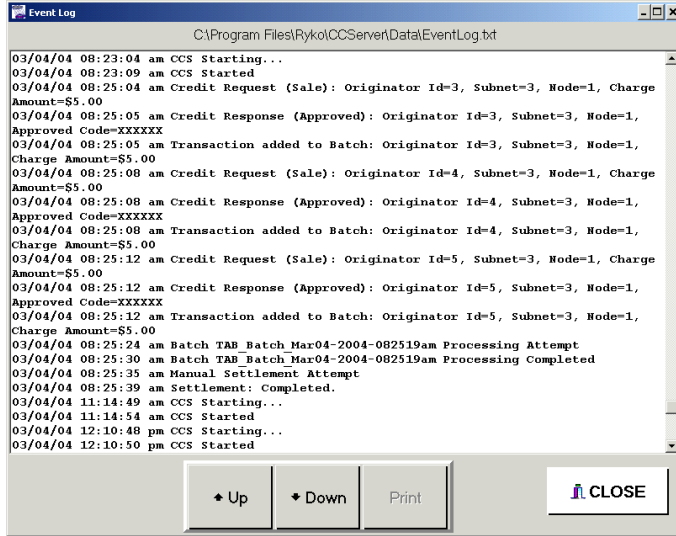 Event Log
C:\Program Files\Ryko\CCServer\Data\EventLog.txt
03/04/04 08:23:04 am CCS Starting...
03/04/04 08:23:09 am CCS Started
03/04/04 08:25:04 am Credit Request (Sale): Originator Id=3, Subnet=3, Node=1, Charge
Amount=$5.00
03/04/04 08:25:05 am Credit Response (Approved): Originator Id=3, Subnet=3, Node=1,
Approved Code=XXXXXX
03/04/04 08:25:05 am Transaction added to Batch: Originator Id=3, Subnet=3, Node=1,
Charge Amount=$5.00
03/04/04 08:25:08 am Credit Request (Sale): Originator Id=4, Subnet=3, Node=1, Charge
Amount=$5.00
03/04/04 08:25:08 am Credit Response (Approved): Originator Id=4, Subnet=3, Node=1,
Approved Code=XXXXXX
03/04/04 08:25:08 am Transaction added to Batch: Originator Id=4, Subnet=3, Node=1,
Charge Amount=$5.00
03/04/04 08:25:12 am Credit Request (Sale): Originator Id=5, Subnet=3, Node=1, Charge
Amount=$5.00
03/04/04 08:25:12 am Credit Response (Approved): Originator Id=5, Subnet=3, Node=1,
Approved Code=XXXXXX
03/04/04 08:25:12 am Transaction added to Batch: Originator Id=5, Subnet=3, Node=1,
Charge Amount=$5.00
03/04/04 08:25:24 am Batch TAB_Batch_Mar04-2004-082519am Processing Attempt
03/04/04 08:25:30 am Batch TAB_Batch_Mar04-2004-082519am Processing Completed
03/04/04 08:25:35 am Manual Settlement Attempt
03/04/04 08:25:39 am Settlement: Completed.
03/04/04 11:14:49 am CCS Starting...
03/04/04 11:14:54 am CCS Started
03/04/04 12:10:48 pm CCS Starting...
03/04/04 12:10:50 pm CCS Started
Up
Down
Print
CLOSE